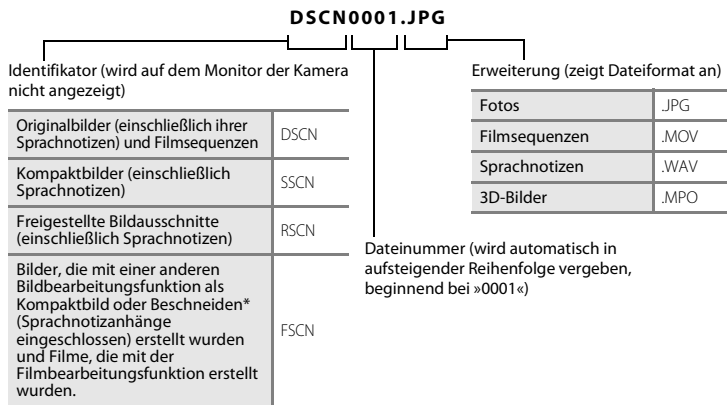 DSCN0001.JPG
Identifikator (wird auf dem Monitor der Kamera
nicht angezeigt)
Originalbilder (einschließlich ihrer
Sprachnotizen) und Filmsequenzen
DSCN
Kompaktbilder (einschließlich
Sprachnotizen)
SSCN
Freigestellte Bildausschnitte
(einschließlich Sprachnotizen)
RSCN
Bilder, die mit einer anderen
Bildbearbeitungsfunktion als
Kompaktbild oder Beschneiden*
(Sprachnotizanhänge
eingeschlossen) erstellt wurden
und Filme, die mit der
Filmbearbeitungsfunktion erstellt
wurden.
FSCN
Dateinummer (wird automatisch in
aufsteigender Reihenfolge vergeben,
beginnend bei »0001«)
Erweiterung (zeigt Dateiformat an)
Fotos .JPG
Filmsequenzen .MOV
Sprachnotizen .WAV
3D-Bilder .MPO